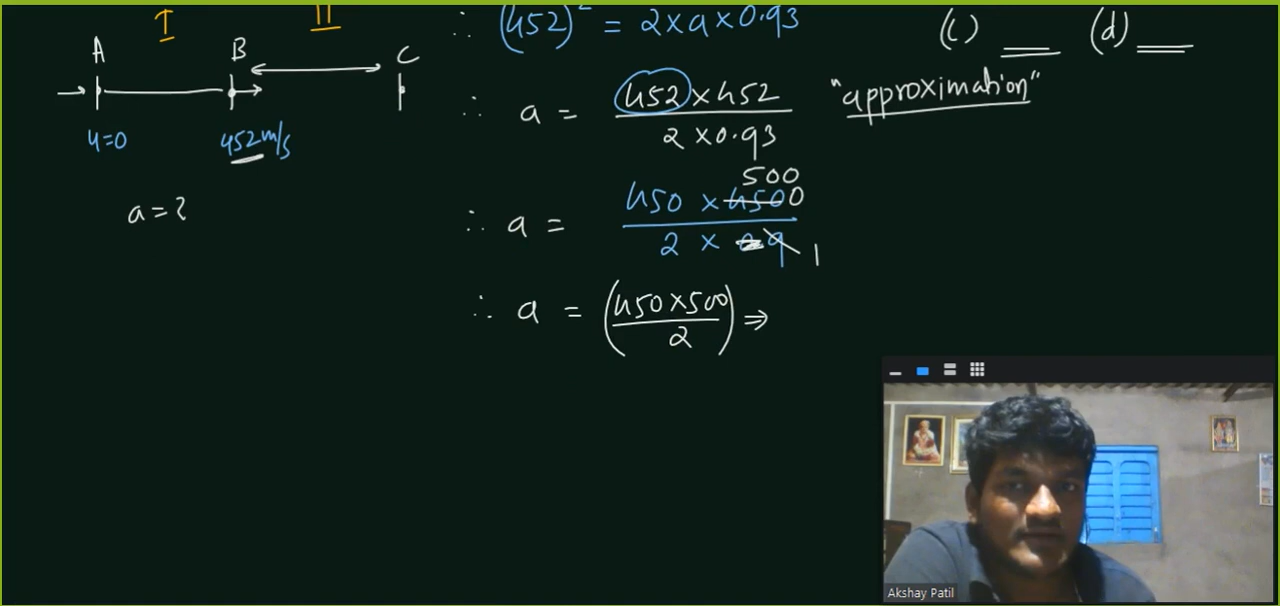 I
II
A
B
C
u=0
452m/s
a=?
∴ (452)² = 2×a×0.93
∴ a = 452×452
2×0.93
∴ a = 450 × 4500 500
2 × 0.9 1
∴ a = (450×500)
2
⇒
(c) ___ (d) ___
"approximation"
Akshay Patil